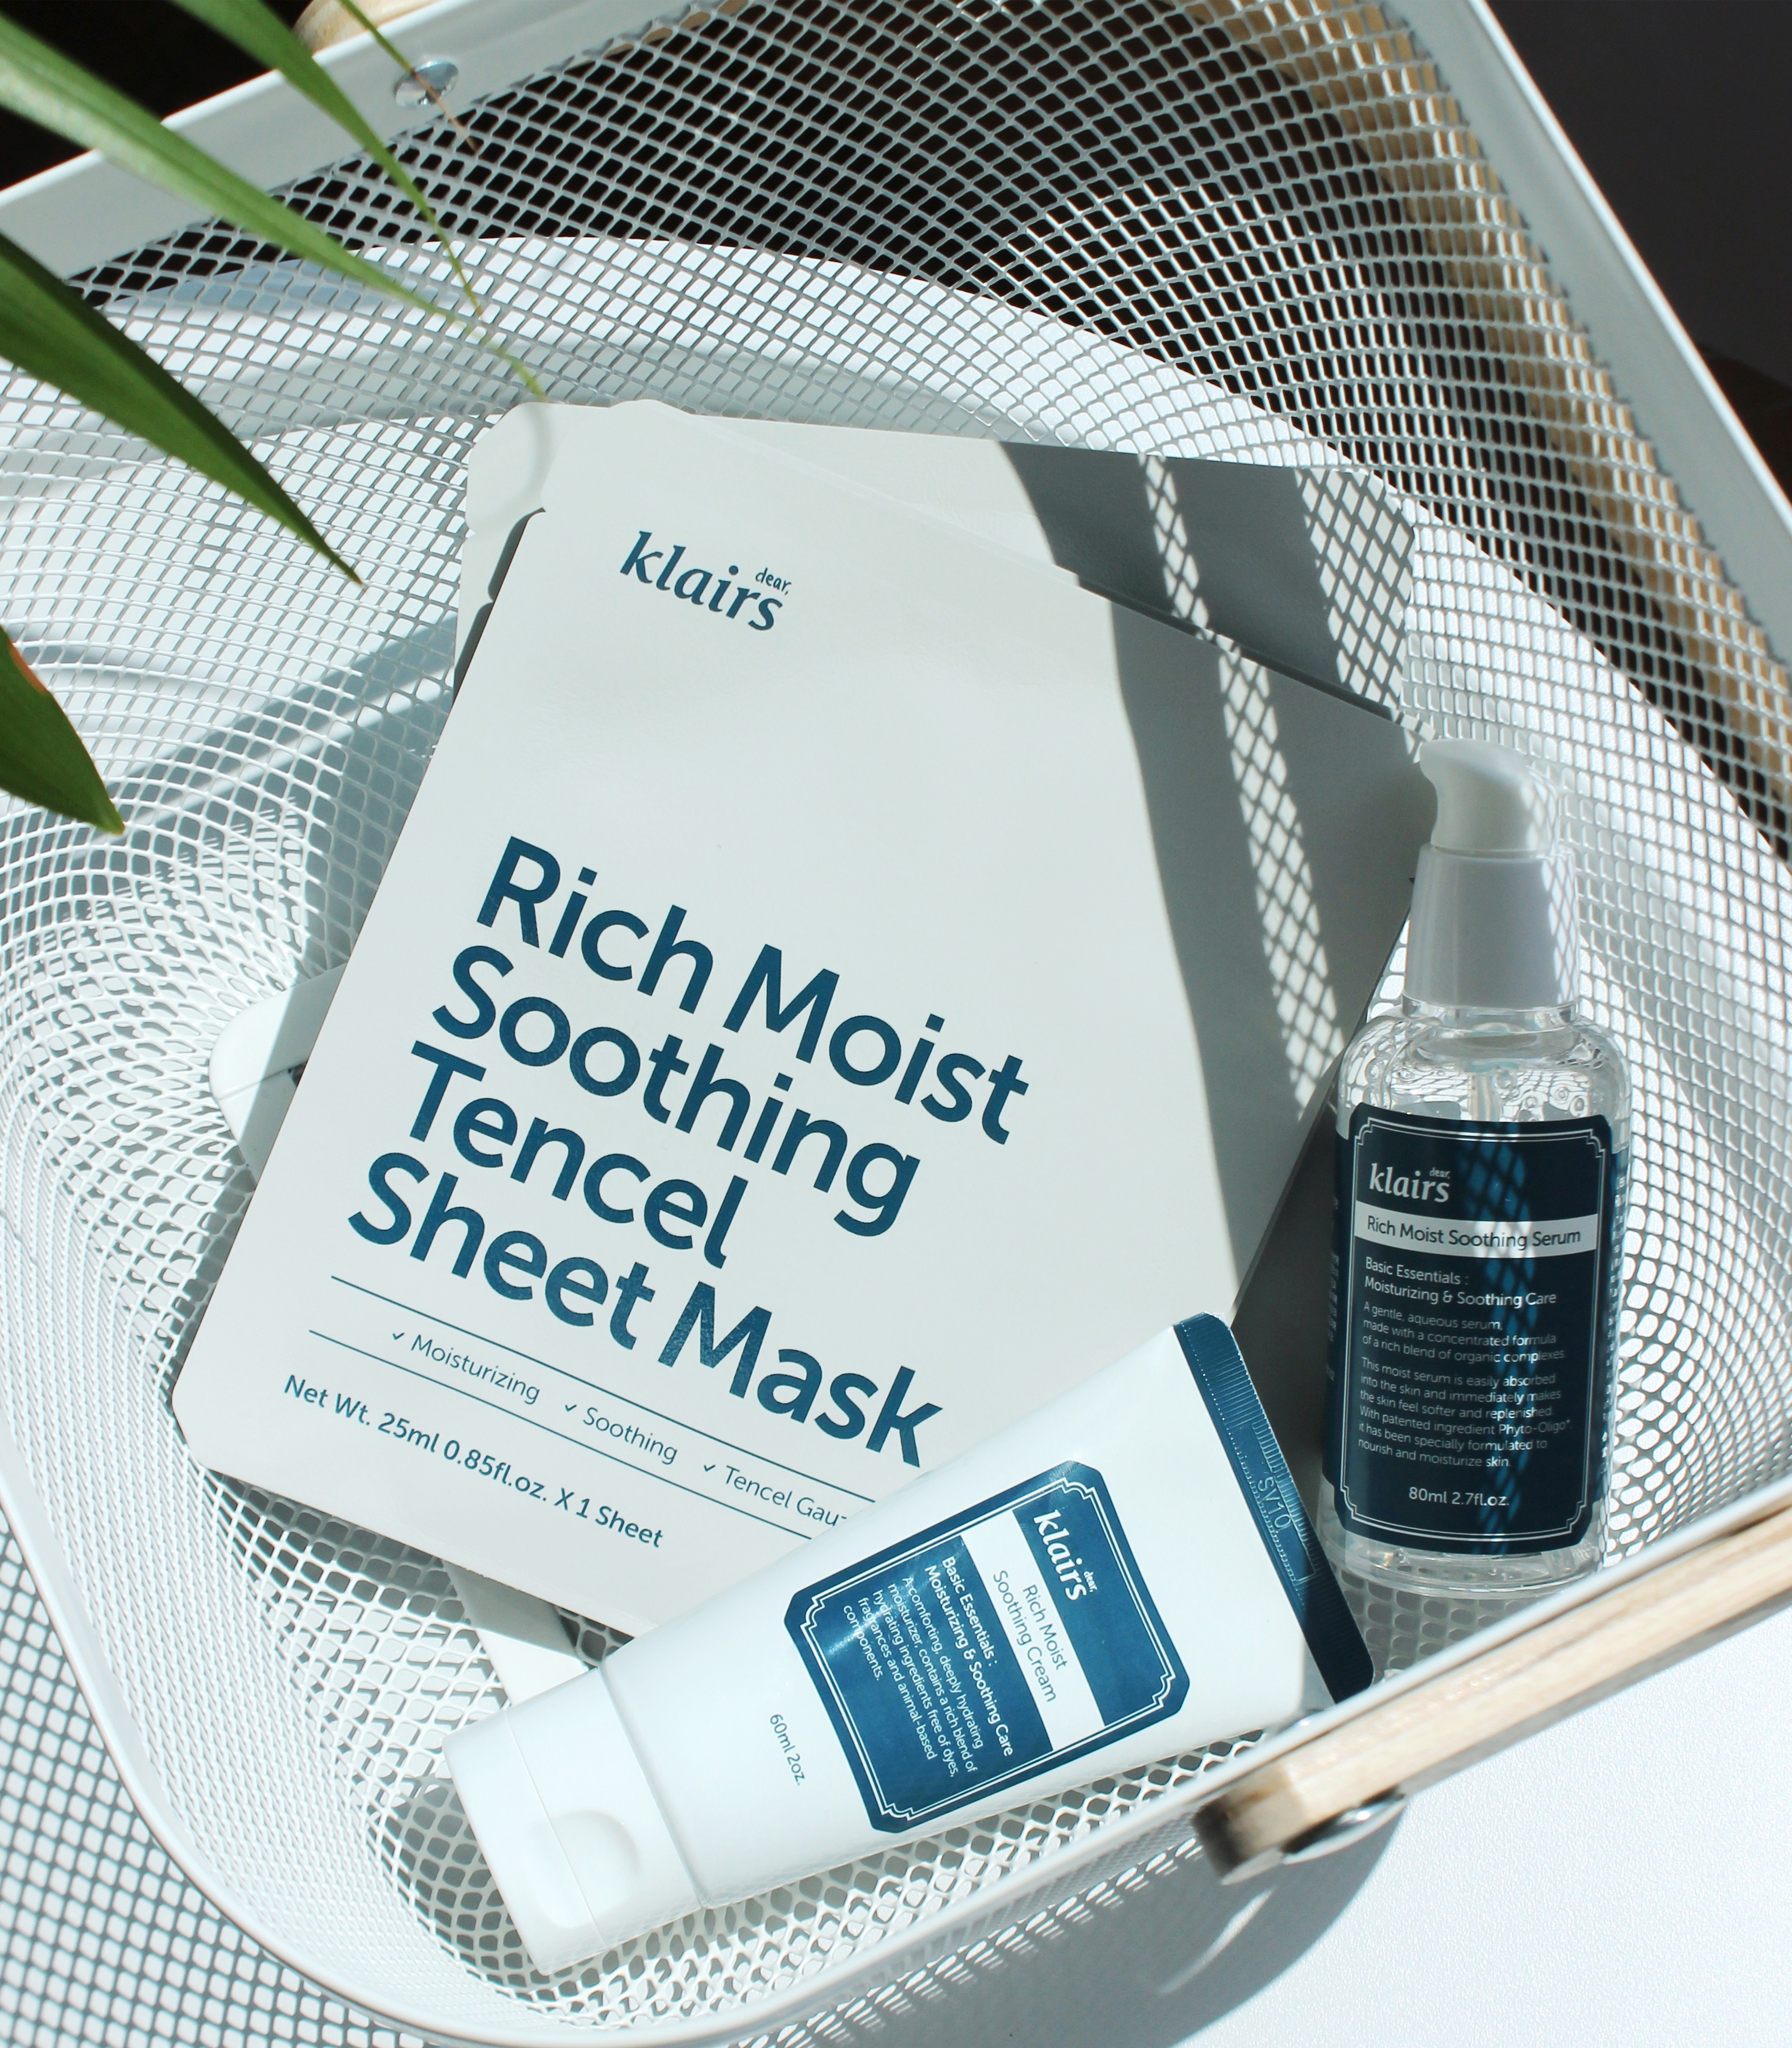 dear,
klairs
Rich Moist
Soothing
Tencel
Sheet Mask
✓ Moisturizing ✓ Soothing ✓ Tencel
Net Wt. 25ml 0.85fl.oz. X 1 Sheet
dear,
klairs
Rich Moist Soothing Serum
Basic Essentials :
Moisturizing & Soothing Care
A gentle, aqueous serum,
made with a concentrated formula
of a rich blend of organic complexes.
This moist serum is easily absorbed
into the skin and immediately makes
the skin feel softer and replenished.
With patented ingredient Phyto-Oligo*
it has been specially formulated to
nourish and moisturize skin.
80ml 2.7fl.oz.
dear,
klairs
Rich Moist
Soothing Cream
Basic Essentials :
Moisturizing & Soothing Care
A comforting, deeply hydrating
moisturizer, contains a rich blend of
hydrating ingredients free of dyes,
fragrances and animal-based
components.
60ml 2oz.